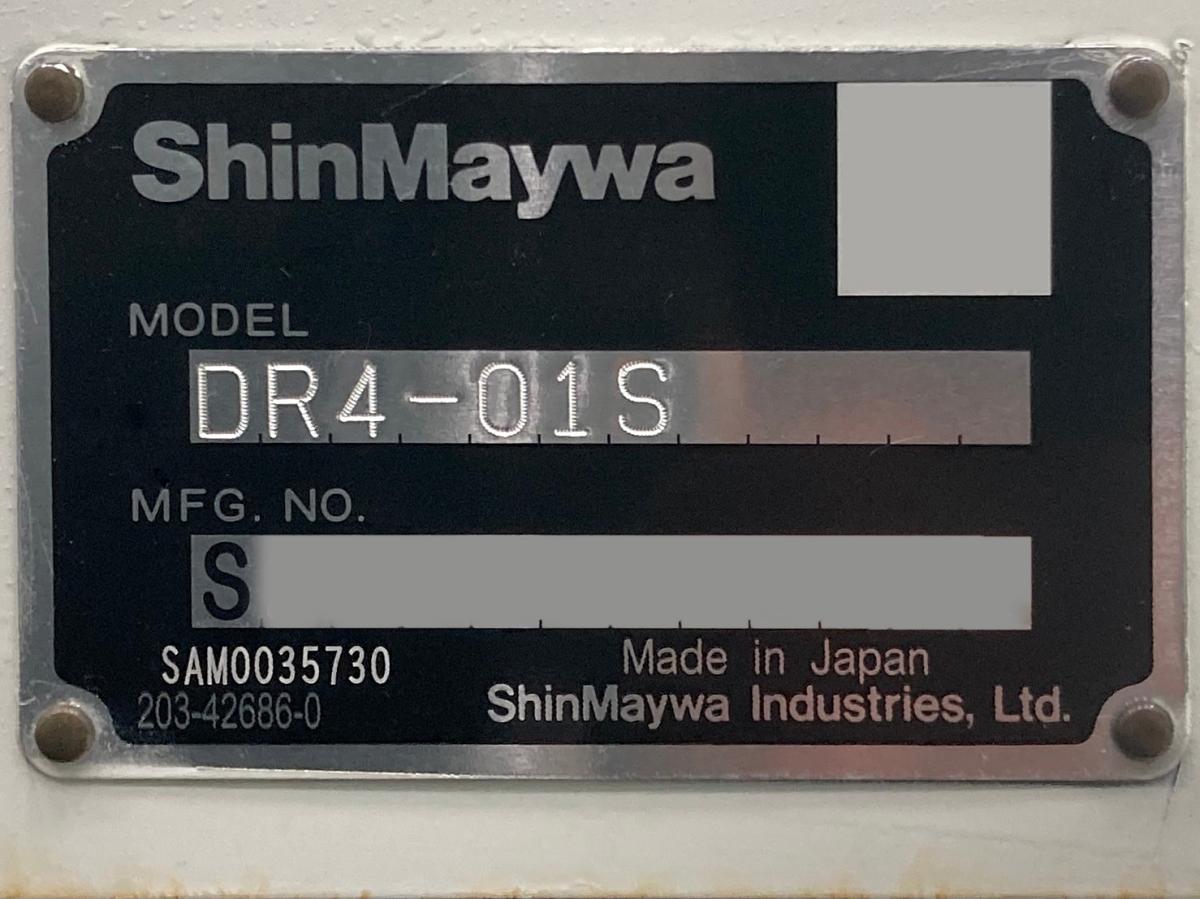 ShinMaywa
MODEL
DR4-01S
MFG. NO.
S
SAM0035730
Made in Japan
203-42686-0
ShinMaywa Industries, Ltd.